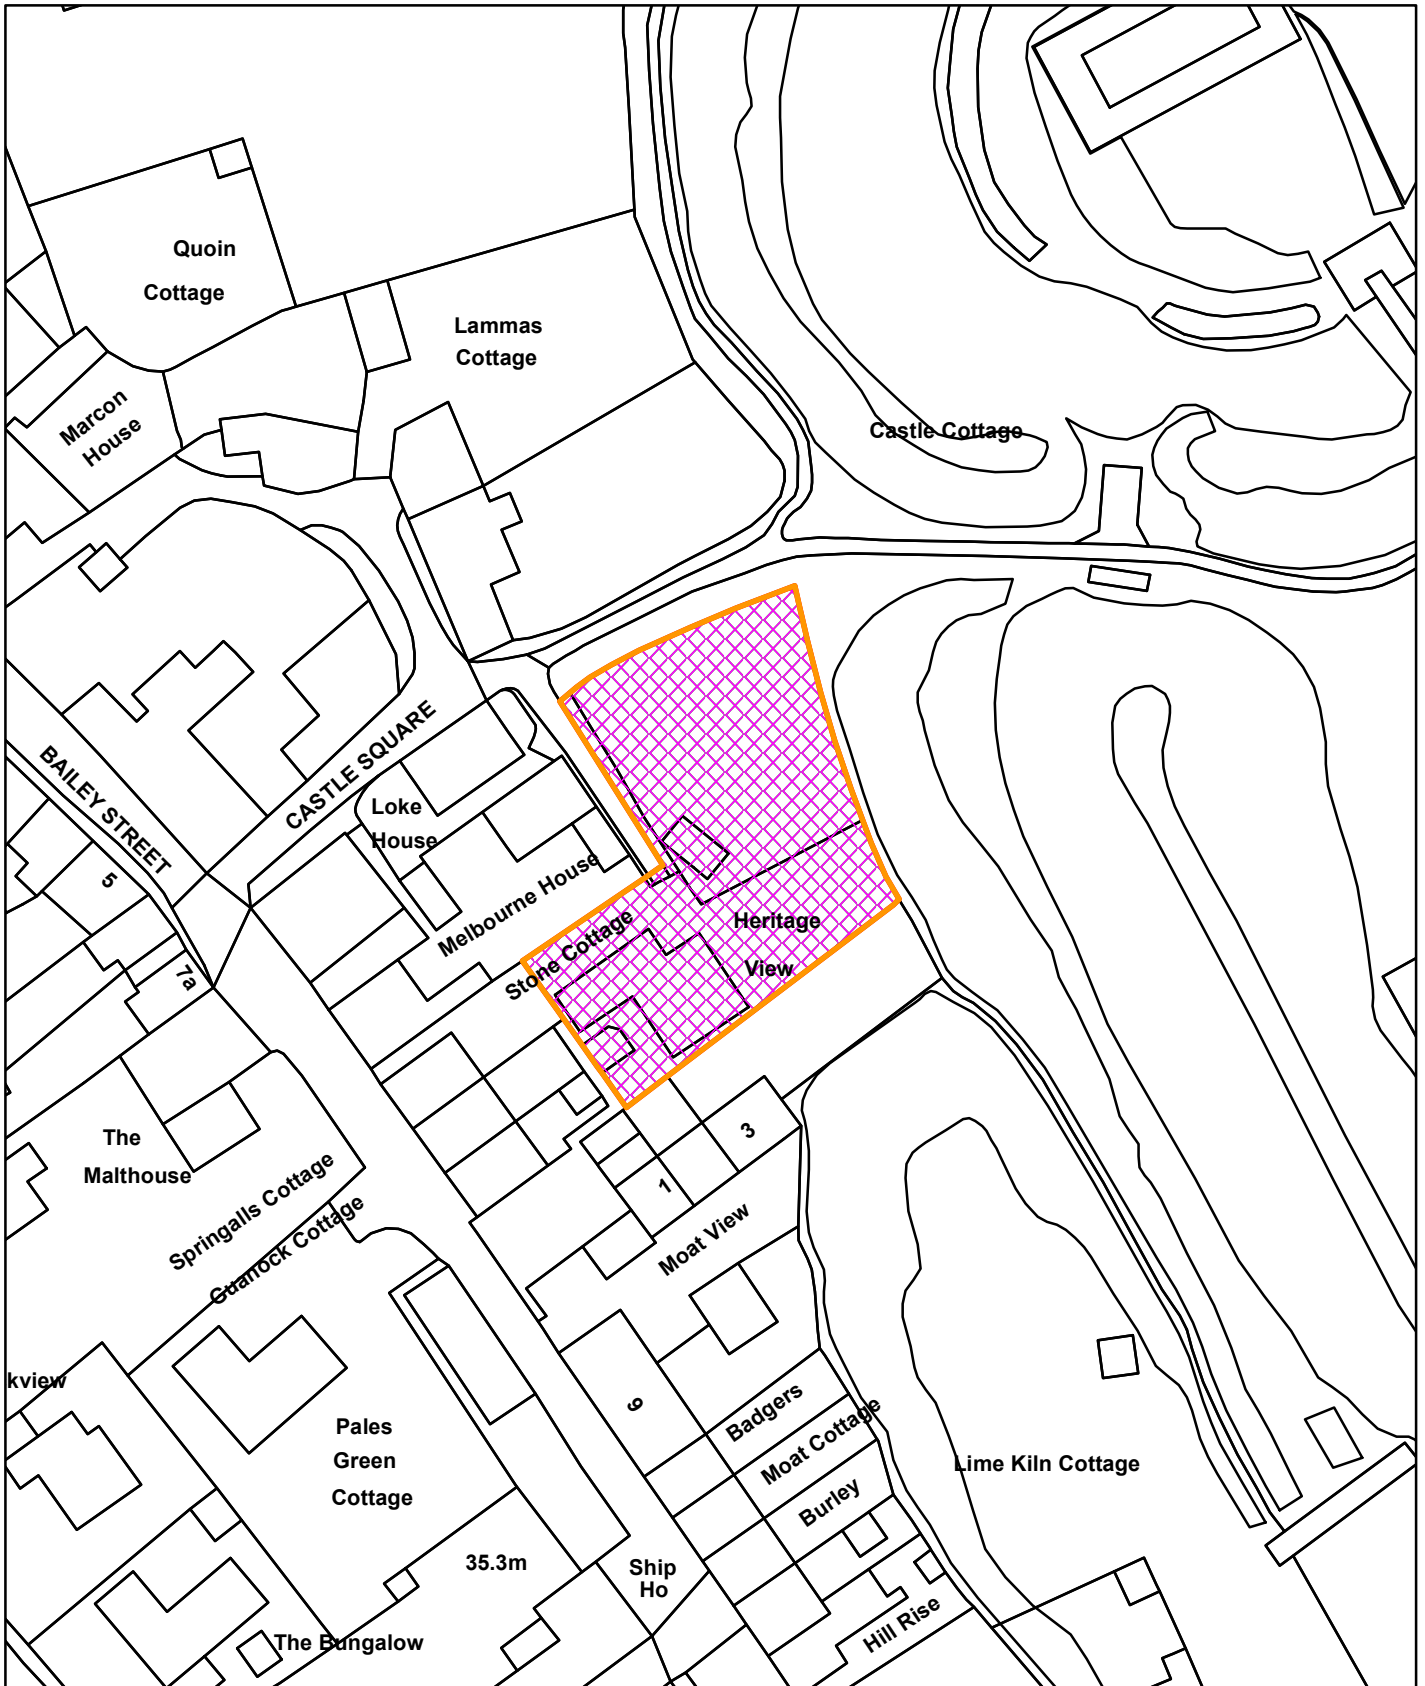 Quoin
Cottage
Lammas
Cottage
Marcon
House
Castle Cottage
CASTLE SQUARE
BAILEY STREET
Loke
House
5
Melbourne House
Stone Cottage
Heritage
View
7a
The
Malthouse
3
1
Springalls Cottage
Guanock Cottage
Moat View
kview
9
Badgers
Pales
Green
Cottage
Moat Cottage
Lime Kiln Cottage
Burley
35.3m
Ship
Ho
Hill Rise
The Bungalow